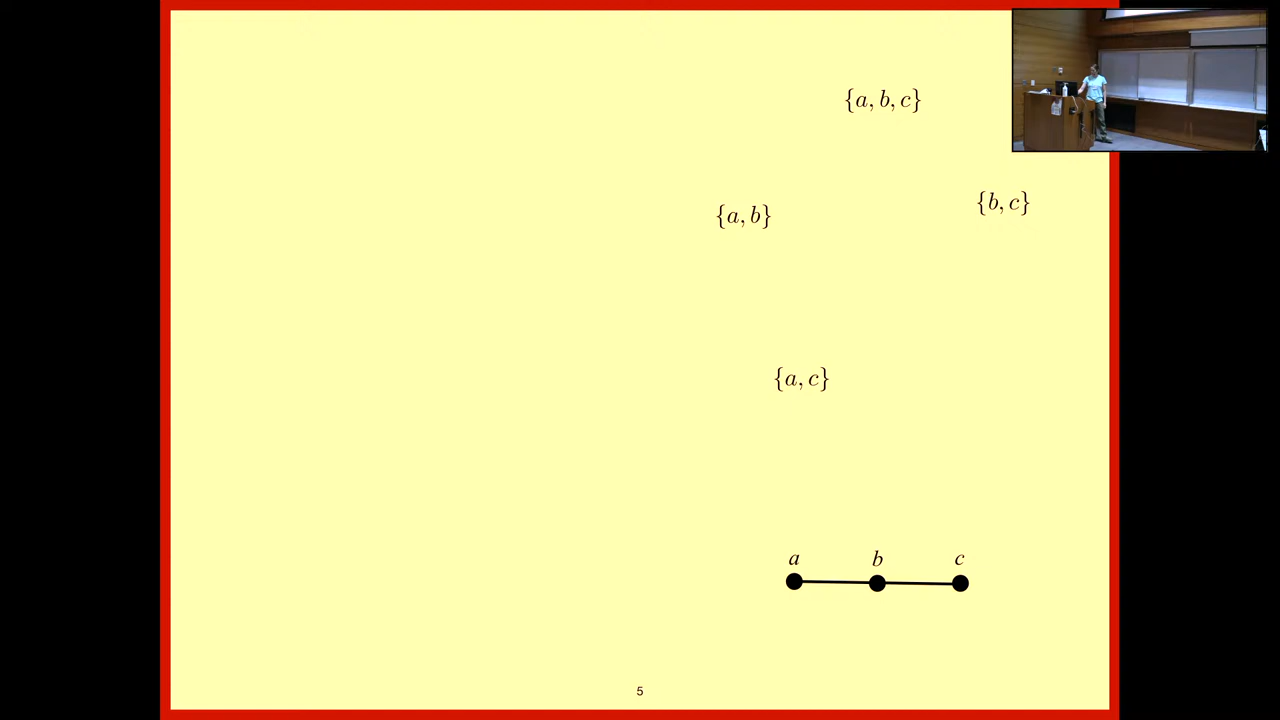 {a, b, c}
{a, b}
{b, c}
{a, c}
a b c
5